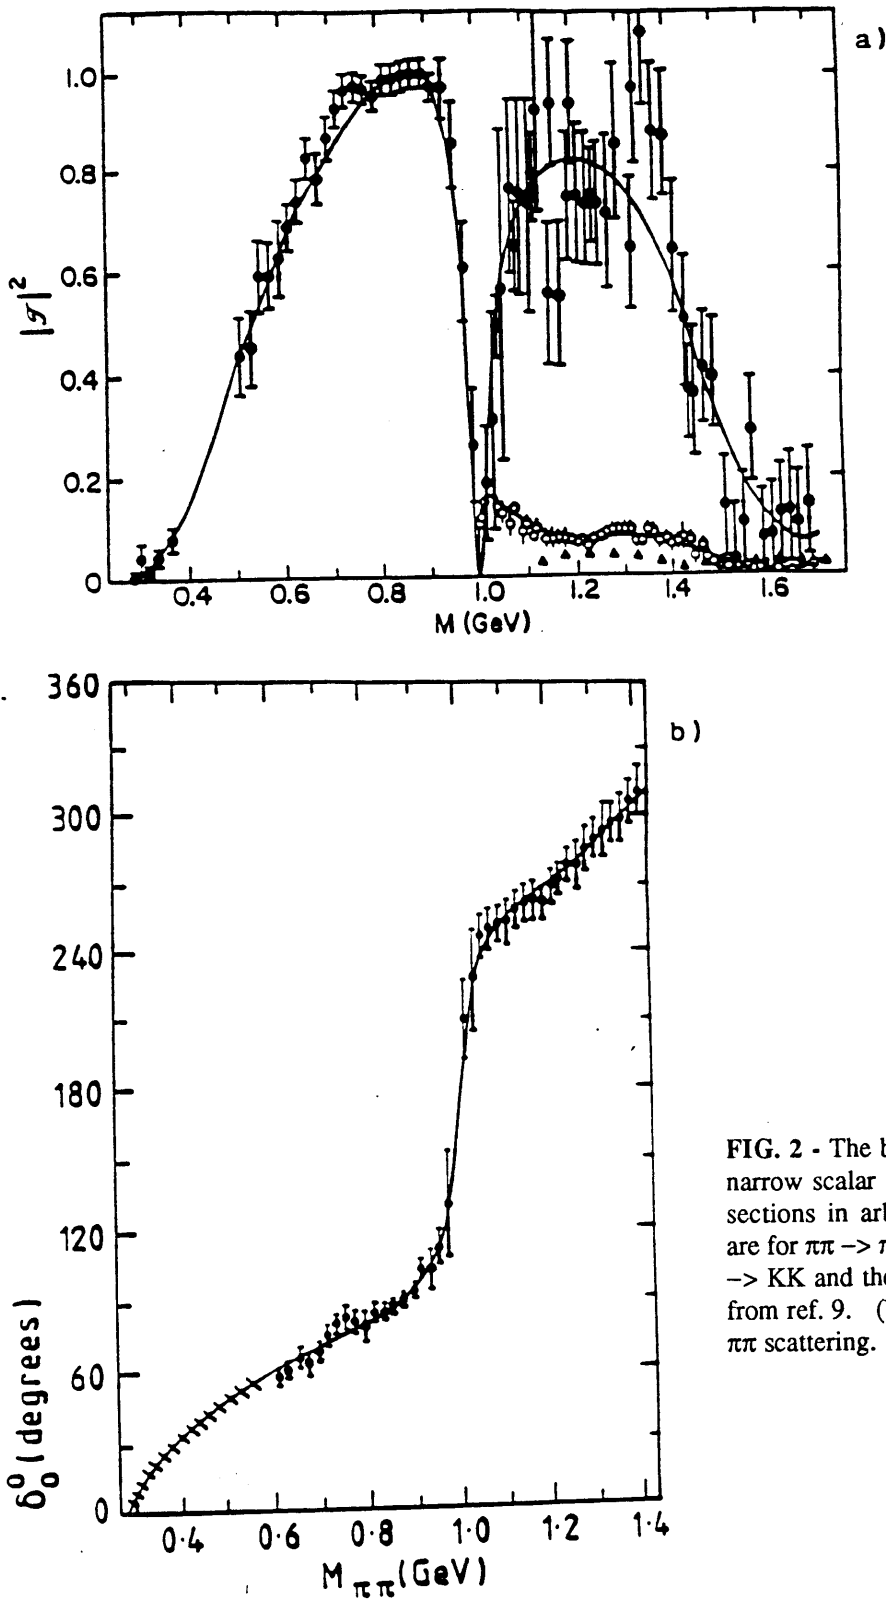 a)
1.0
0.8
0.6
0.4
0.2
0
|𝒯|²
0.4 0.6 0.8 1.0 1.2 1.4 1.6
M (GeV)
b)
360
300
240
180
120
60
0
δ⁰₀ (degrees)
0.4 0.6 0.8 1.0 1.2 1.4
M ππ (GeV)
FIG. 2 - The
narrow scalar
sections in
are for ππ –>
–> KK and the
from ref. 9. (
ππ scattering.